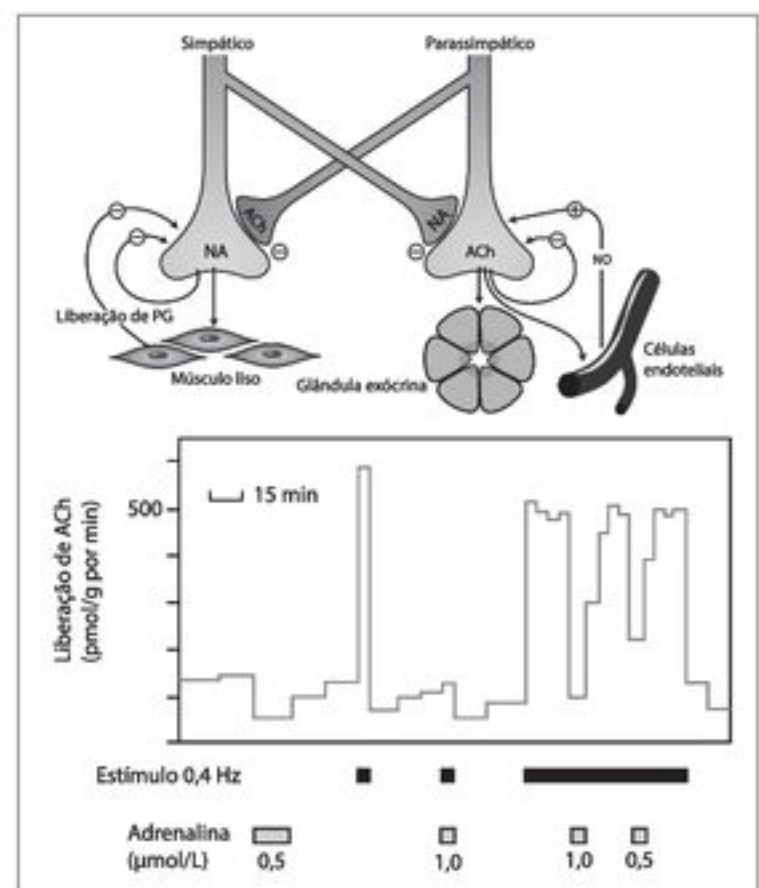 Simpático Parassimpático
ACh NA
NA ACh NO
Liberação de PG
Músculo liso Glândula exócrina
Células
endoteliais
Liberação de ACh
(pmol/g por min)
500
15 min
Estímulo 0,4 Hz
Adrenalina
(μmol/L) 0,5 1,0 1,0 0,5